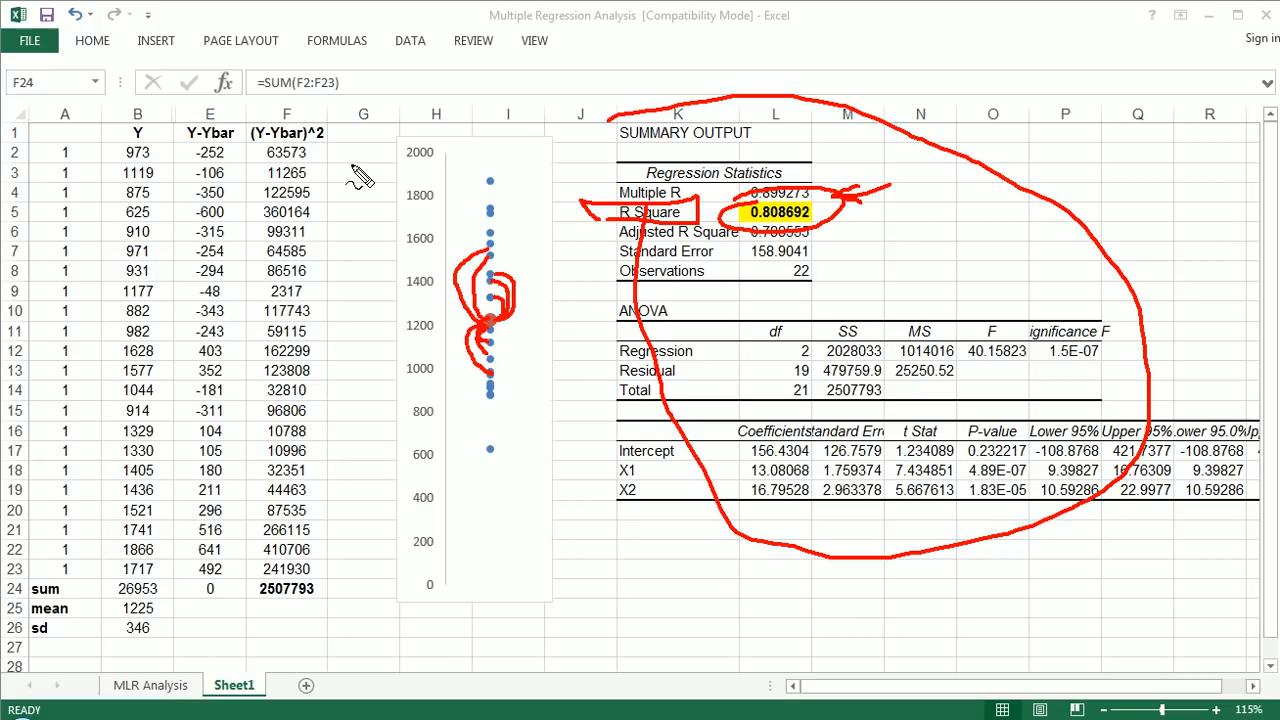 Multiple Regression Analysis [Compatibility Mode] - Excel
FILE HOME INSERT PAGE LAYOUT FORMULAS DATA REVIEW VIEW Sign in
F24 fx =SUM(F2:F23)
A B E F G H I J K L M N O P Q R
1 Y Y-Ybar (Y-Ybar)^2 SUMMARY OUTPUT
2 1 973 -252 63573
3 1 1119 -106 11265 Regression Statistics
4 1 875 -350 122595 Multiple R 0.899273
5 1 625 -600 360164 R Square 0.808692
6 1 910 -315 99311 Adjusted R Square 0.788555
7 1 971 -254 64585 Standard Error 158.9041
8 1 931 -294 86516 Observations 22
9 1 1177 -48 2317
10 1 882 -343 117743 ANOVA
11 1 982 -243 59115 df SS MS F ignificance F
12 1 1628 403 162299 Regression 2 2028033 1014016 40.15823 1.5E-07
13 1 1577 352 123808 Residual 19 479759.9 25250.52
14 1 1044 -181 32810 Total 21 2507793
15 1 914 -311 96806
16 1 1329 104 10788 Coefficients tandard Erro t Stat P-value Lower 95% Upper 95% ower 95.0%
17 1 1330 105 10996 Intercept 156.4304 126.7579 1.234089 0.232217 -108.8768 421.7377 -108.8768
18 1 1405 180 32351 X1 13.08068 1.759374 7.434851 4.89E-07 9.39827 16.76309 9.39827
19 1 1436 211 44463 X2 16.79528 2.963378 5.667613 1.83E-05 10.59286 22.9977 10.59286
20 1 1521 296 87535
21 1 1741 516 266115
22 1 1866 641 410706
23 1 1717 492 241930
24 sum 26953 0 2507793
25 mean 1225
26 sd 346
27
28
2000
1800
1600
1400
1200
1000
800
600
400
200
0
MLR Analysis Sheet1
READY 115%